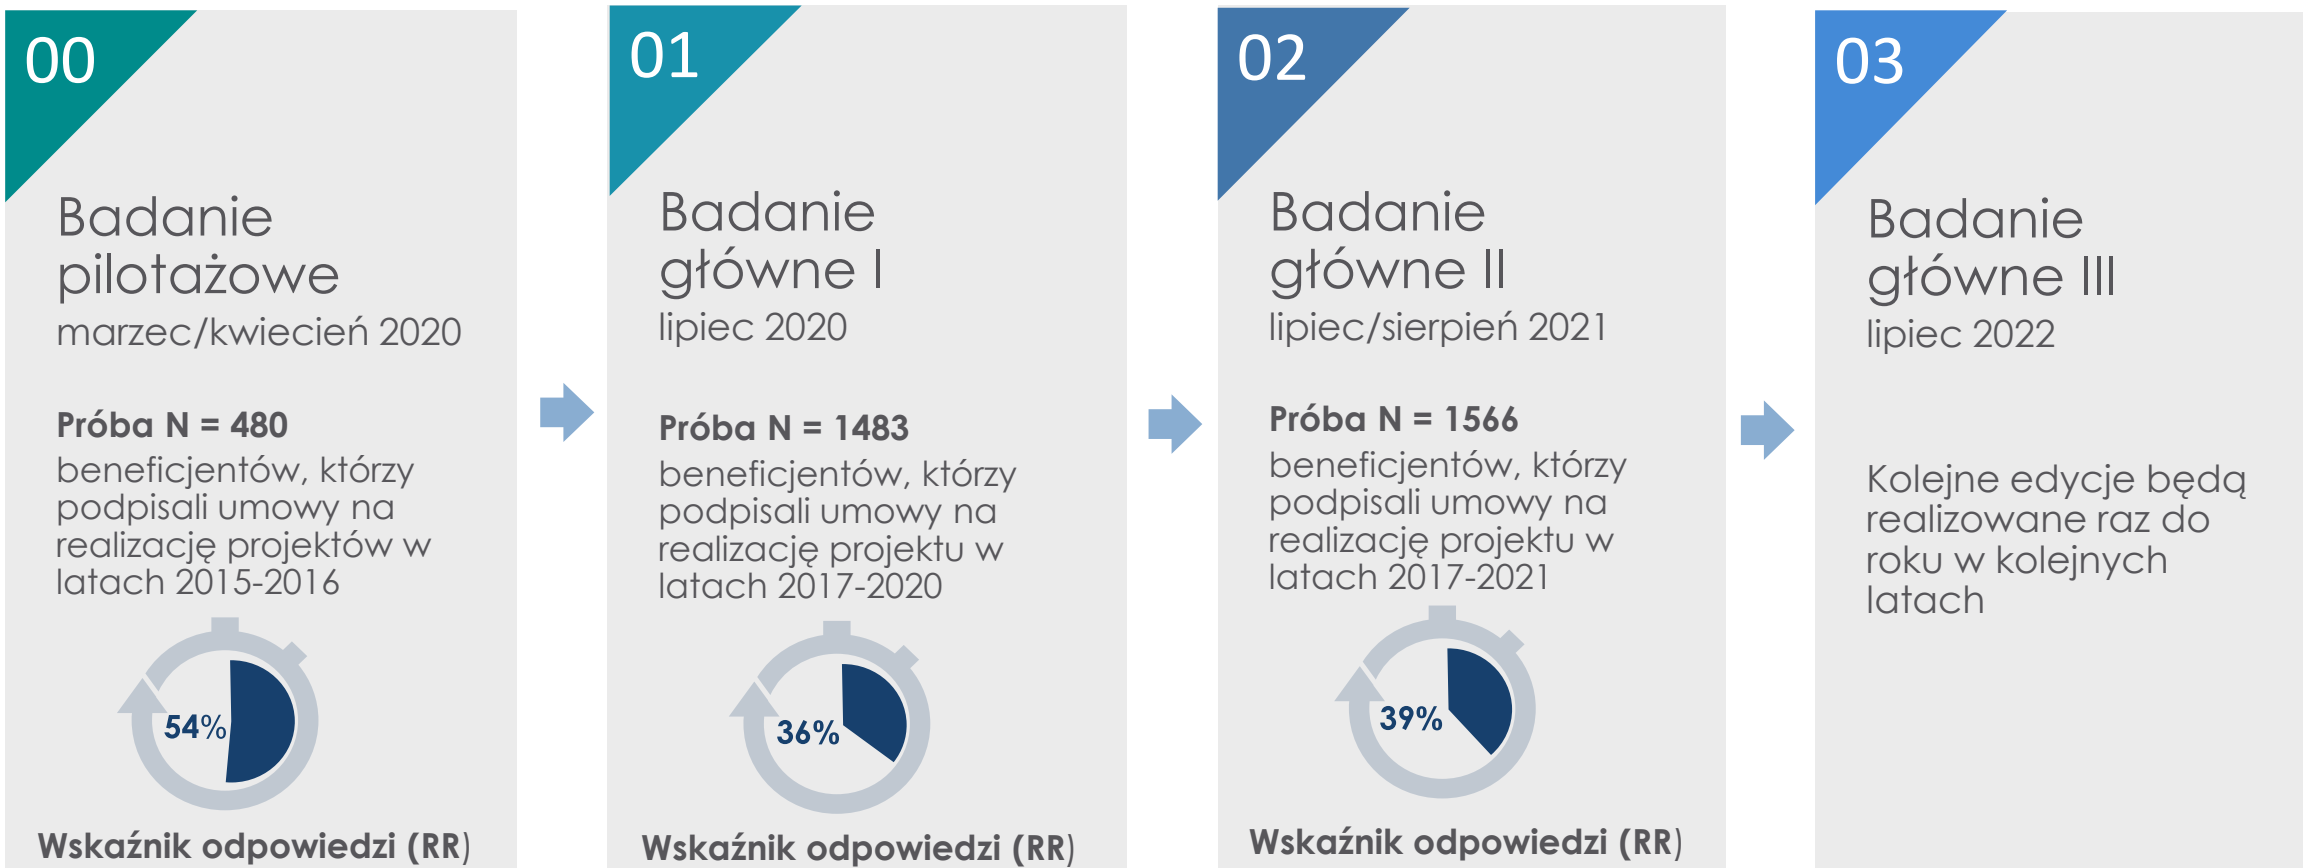 00
Badanie
pilotażowe
marzec/kwiecień 2020
Próba N = 480
beneficjentów, którzy
podpisali umowy na
realizację projektów w
latach 2015-2016
54%
Wskaźnik odpowiedzi (RR)
01
Badanie
główne I
lipiec 2020
Próba N = 1483
beneficjentów, którzy
podpisali umowy na
realizację projektu w
latach 2017-2020
36%
Wskaźnik odpowiedzi (RR)
02
Badanie
główne II
lipiec/sierpień 2021
Próba N = 1566
beneficjentów, którzy
podpisali umowy na
realizację projektu w
latach 2017-2021
39%
Wskaźnik odpowiedzi (RR)
03
Badanie
główne III
lipiec 2022
Kolejne edycje będą
realizowane raz do
roku w kolejnych
latach